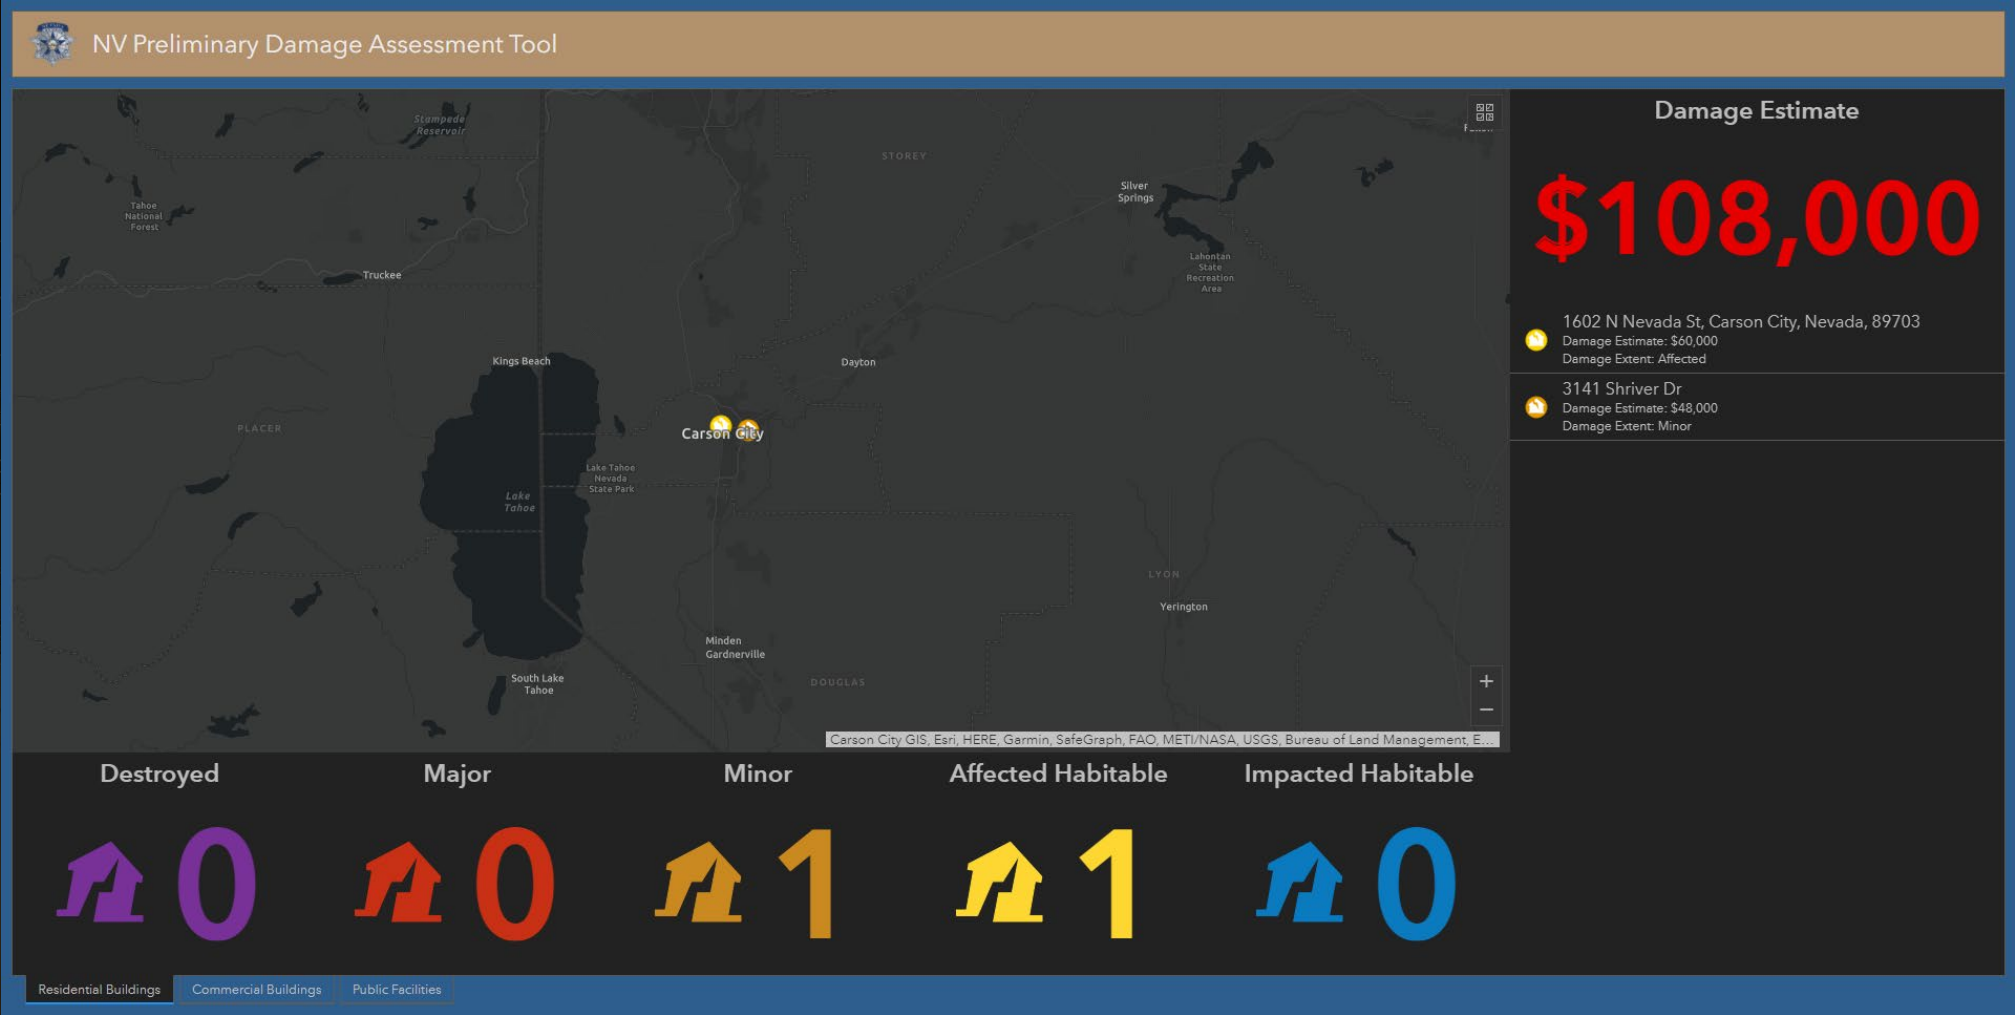 NV Preliminary Damage Assessment Tool
Stampede
Reservoir
STOREY
Tahoe
National
Forest
Silver
Springs
Truckee
Lahontan
State
Recreation
Area
Kings Beach
Dayton
PLACER
Carson City
Lake Tahoe
Nevada
State Park
Lake
Tahoe
LYON
Yerington
Minden
Gardnerville
South Lake
Tahoe
DOUGLAS
+
−
Carson City GIS, Esri, HERE, Garmin, SafeGraph, FAO, METI/NASA, USGS, Bureau of Land Management, E...
Damage Estimate
$108,000
1602 N Nevada St, Carson City, Nevada, 89703
Damage Estimate: $60,000
Damage Extent: Affected
3141 Shriver Dr
Damage Estimate: $48,000
Damage Extent: Minor
Destroyed
0
Major
0
Minor
1
Affected Habitable
1
Impacted Habitable
0
Residential Buildings
Commercial Buildings
Public Facilities